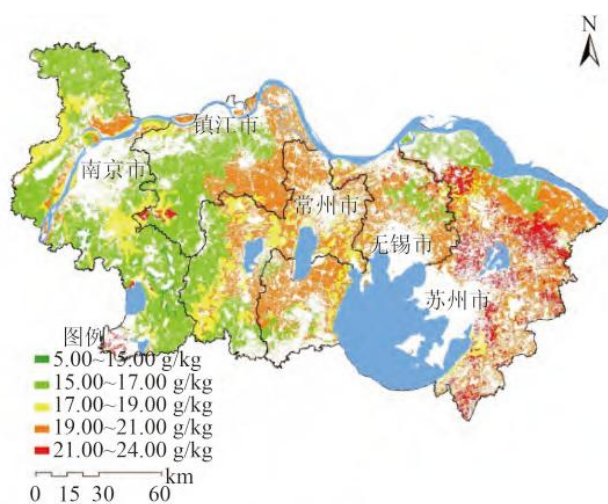 N
镇江市
南京市
常州市
无锡市
苏州市
图例
5.00~15.00 g/kg
15.00~17.00 g/kg
17.00~19.00 g/kg
19.00~21.00 g/kg
21.00~24.00 g/kg
km
0 15 30 60